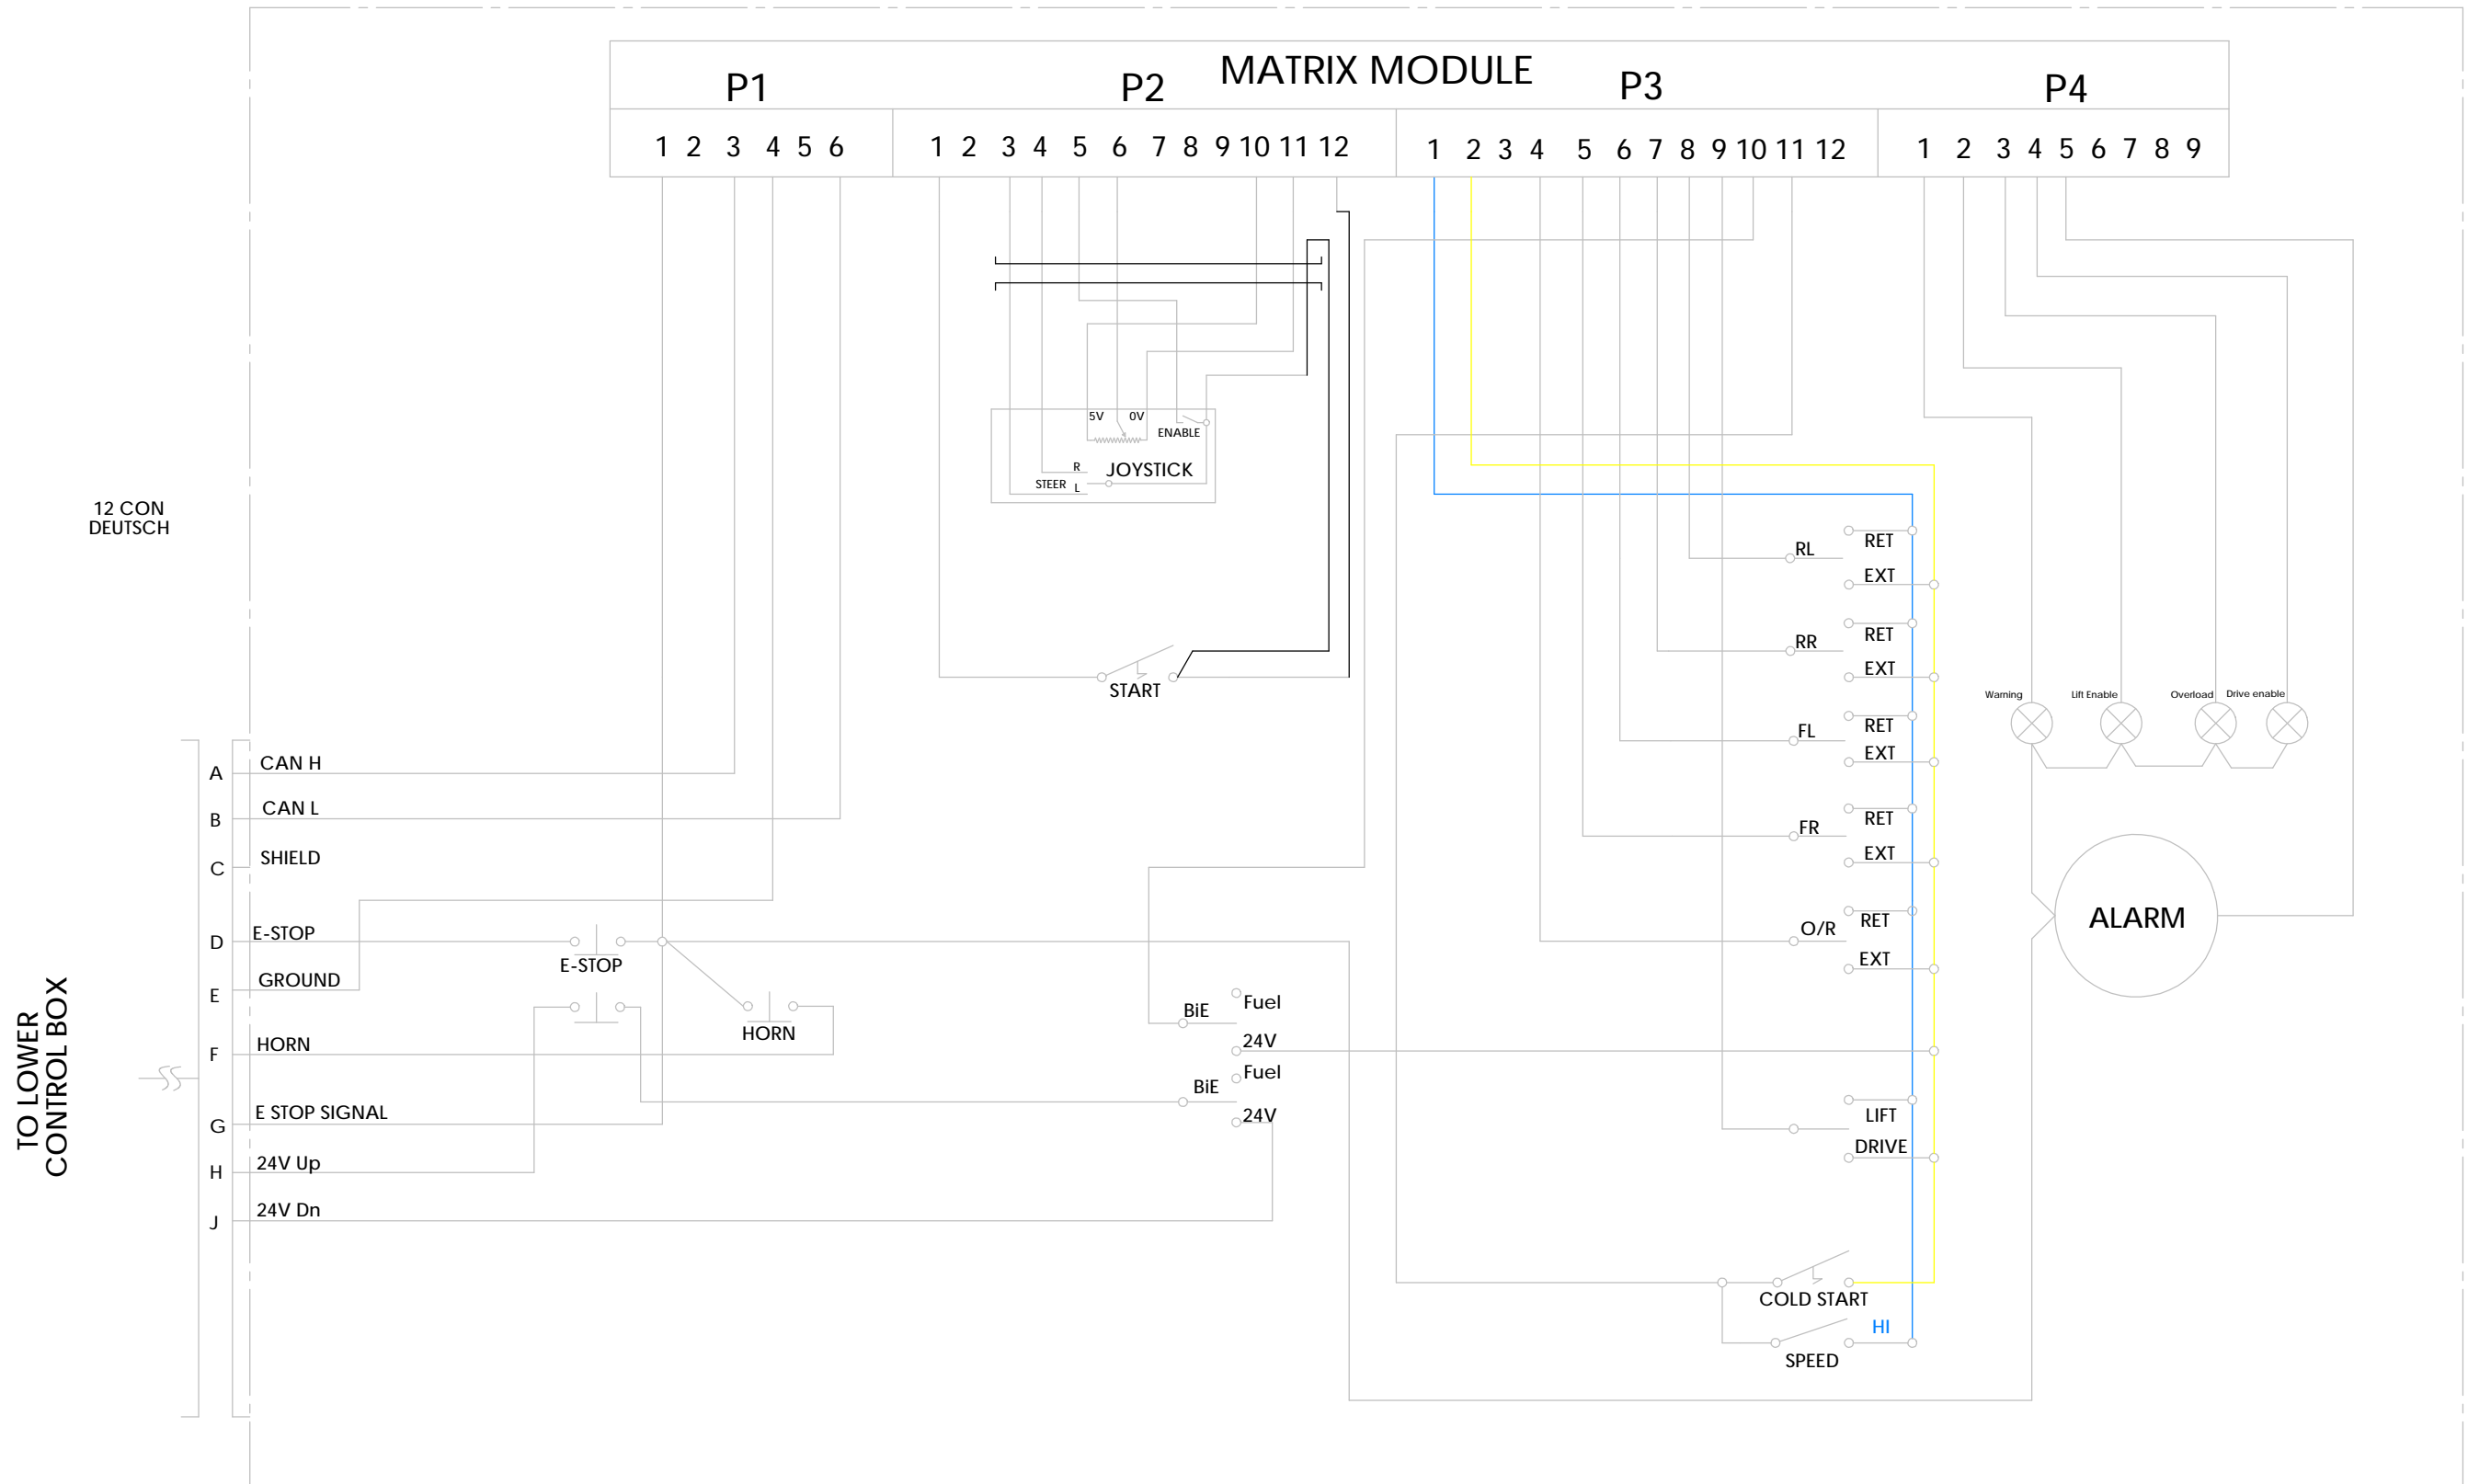 MATRIX MODULE
P1 P2 P3 P4
1 2 3 4 5 6
1 2 3 4 5 6 7 8 9 10 11 12
1 2 3 4 5 6 7 8 9 10 11 12
1 2 3 4 5 6 7 8 9
5V 0V
ENABLE
R
JOYSTICK
STEER L
12 CON
DEUTSCH
START
RL
RET
EXT
RR
RET
EXT
FL
RET
EXT
FR
RET
EXT
O/R
RET
EXT
Warning
Lift Enable
Overload
Drive enable
ALARM
A CAN H
B CAN L
C SHIELD
D E-STOP
E-STOP
E GROUND
F HORN
HORN
G E STOP SIGNAL
H 24V Up
J 24V Dn
TO LOWER
CONTROL BOX
BiE
Fuel
24V
BiE
Fuel
24V
LIFT
DRIVE
COLD START
HI
SPEED